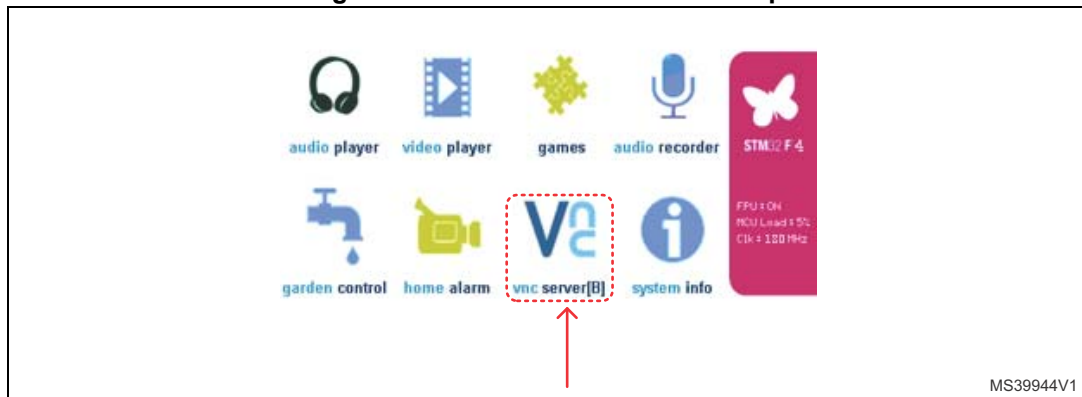 audio player video player games audio recorder
STM32 F4
FPU : ON
MCU Load : 5%
Clk : 180 MHz
Vnc
garden control home alarm vnc server[B] system info
MS39944V1